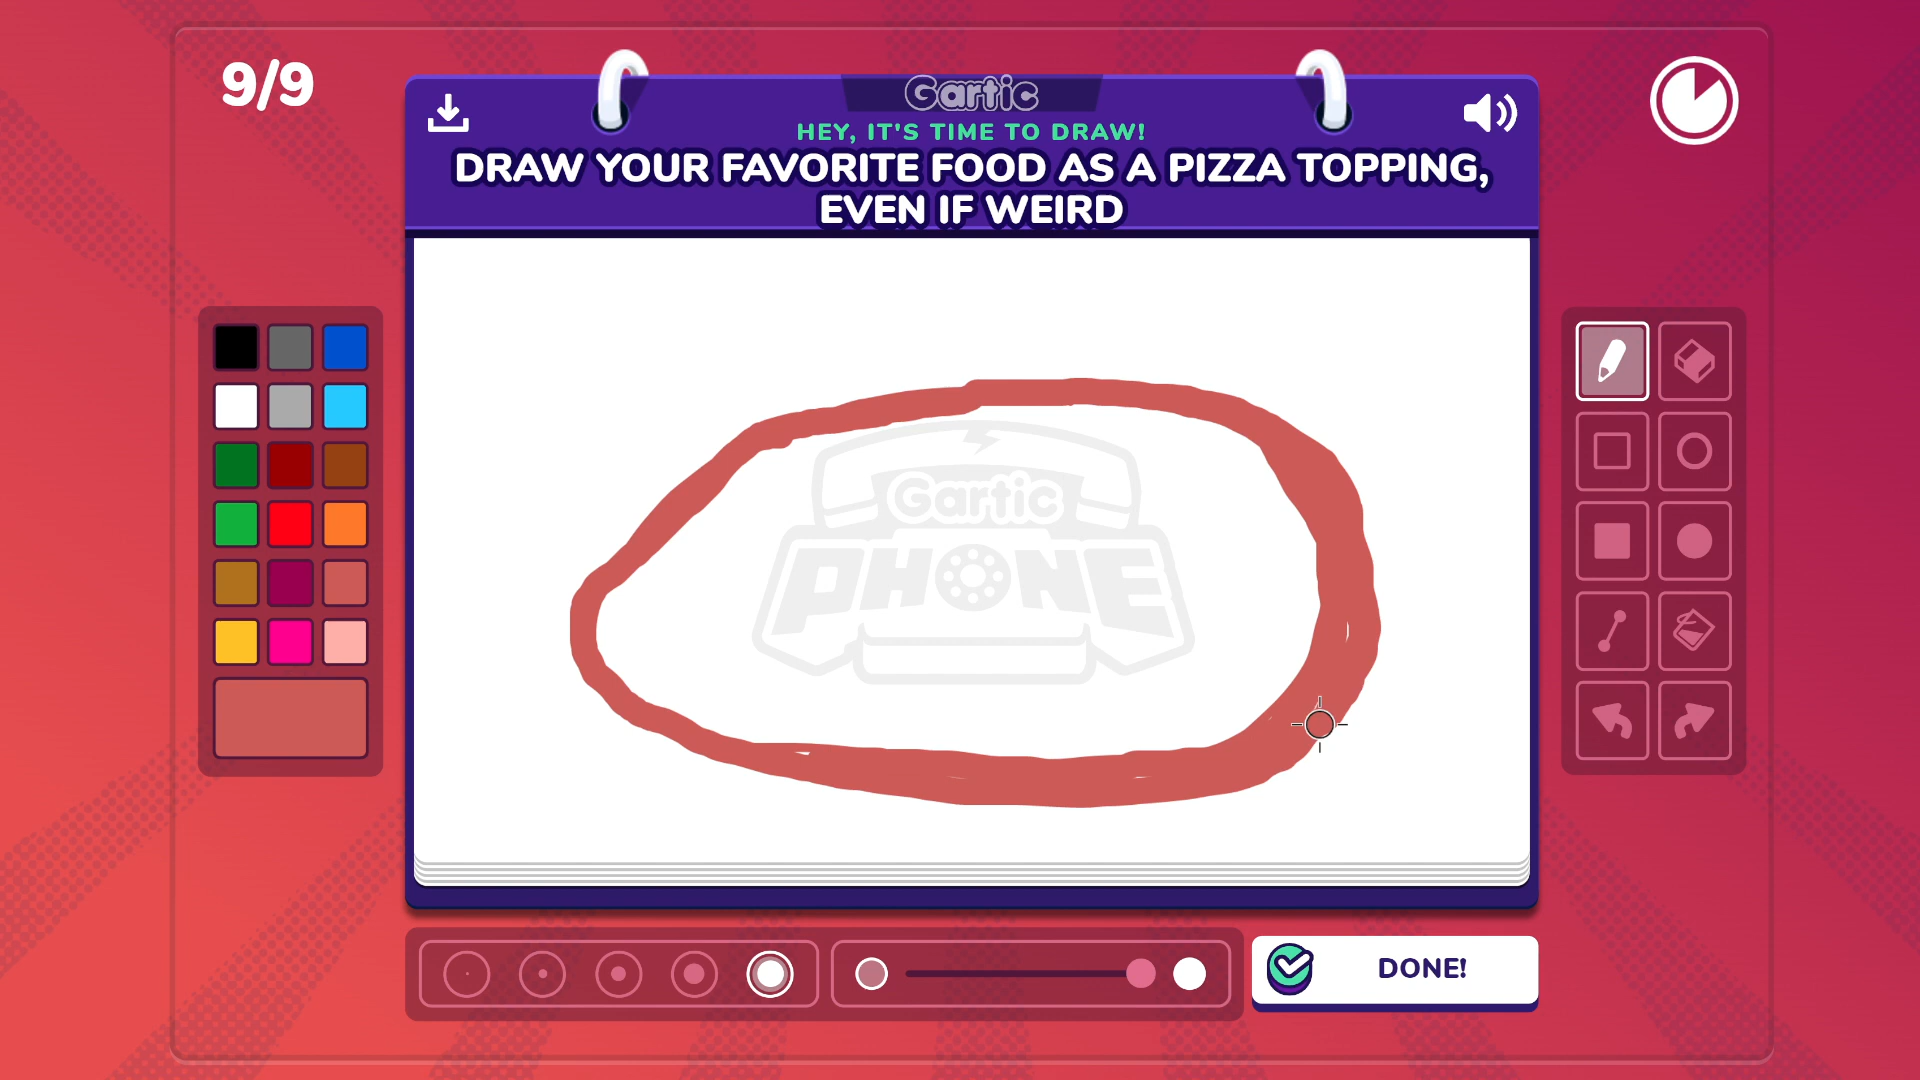 9/9
Gartic
HEY, IT'S TIME TO DRAW!
DRAW YOUR FAVORITE FOOD AS A PIZZA TOPPING,
EVEN IF WEIRD
Gartic
PHONE
DONE!